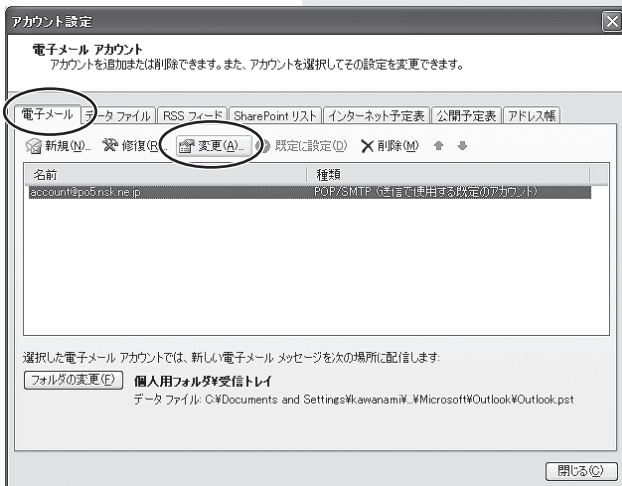 アカウント設定
電子メール アカウント
アカウントを追加または削除できます。また、アカウントを選択してその設定を変更できます。
電子メール データ ファイル RSS フィード SharePoint リスト インターネット予定表 公開予定表 アドレス帳
新規(N)... 修復(R)... 変更(A)... 既定に設定(D) 削除(M)
名前 種類
account@po5.nsk.ne.jp POP/SMTP (送信で使用する既定のアカウント)
選択した電子メール アカウントでは、新しい電子メール メッセージを次の場所に配信します:
フォルダの変更(F) 個人用フォルダ¥受信トレイ
データ ファイル: C:¥Documents and Settings¥kawanami¥...¥Microsoft¥Outlook¥Outlook.pst
閉じる(C)